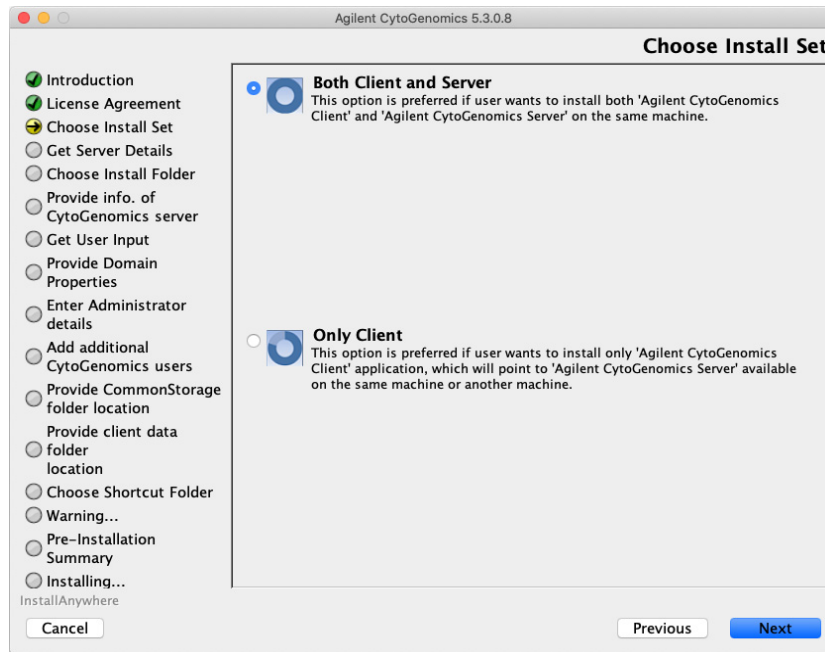 Agilent CytoGenomics 5.3.0.8
Choose Install Set
Introduction
License Agreement
Choose Install Set
Get Server Details
Choose Install Folder
Provide info. of
CytoGenomics server
Get User Input
Provide Domain
Properties
Enter Administrator
details
Add additional
CytoGenomics users
Provide CommonStorage
folder location
Provide client data
folder
location
Choose Shortcut Folder
Warning...
Pre-Installation
Summary
Installing...
Both Client and Server
This option is preferred if user wants to install both 'Agilent CytoGenomics
Client' and 'Agilent CytoGenomics Server' on the same machine.
Only Client
This option is preferred if user wants to install only 'Agilent CytoGenomics
Client' application, which will point to 'Agilent CytoGenomics Server' available
on the same machine or another machine.
InstallAnywhere
Cancel
Previous
Next